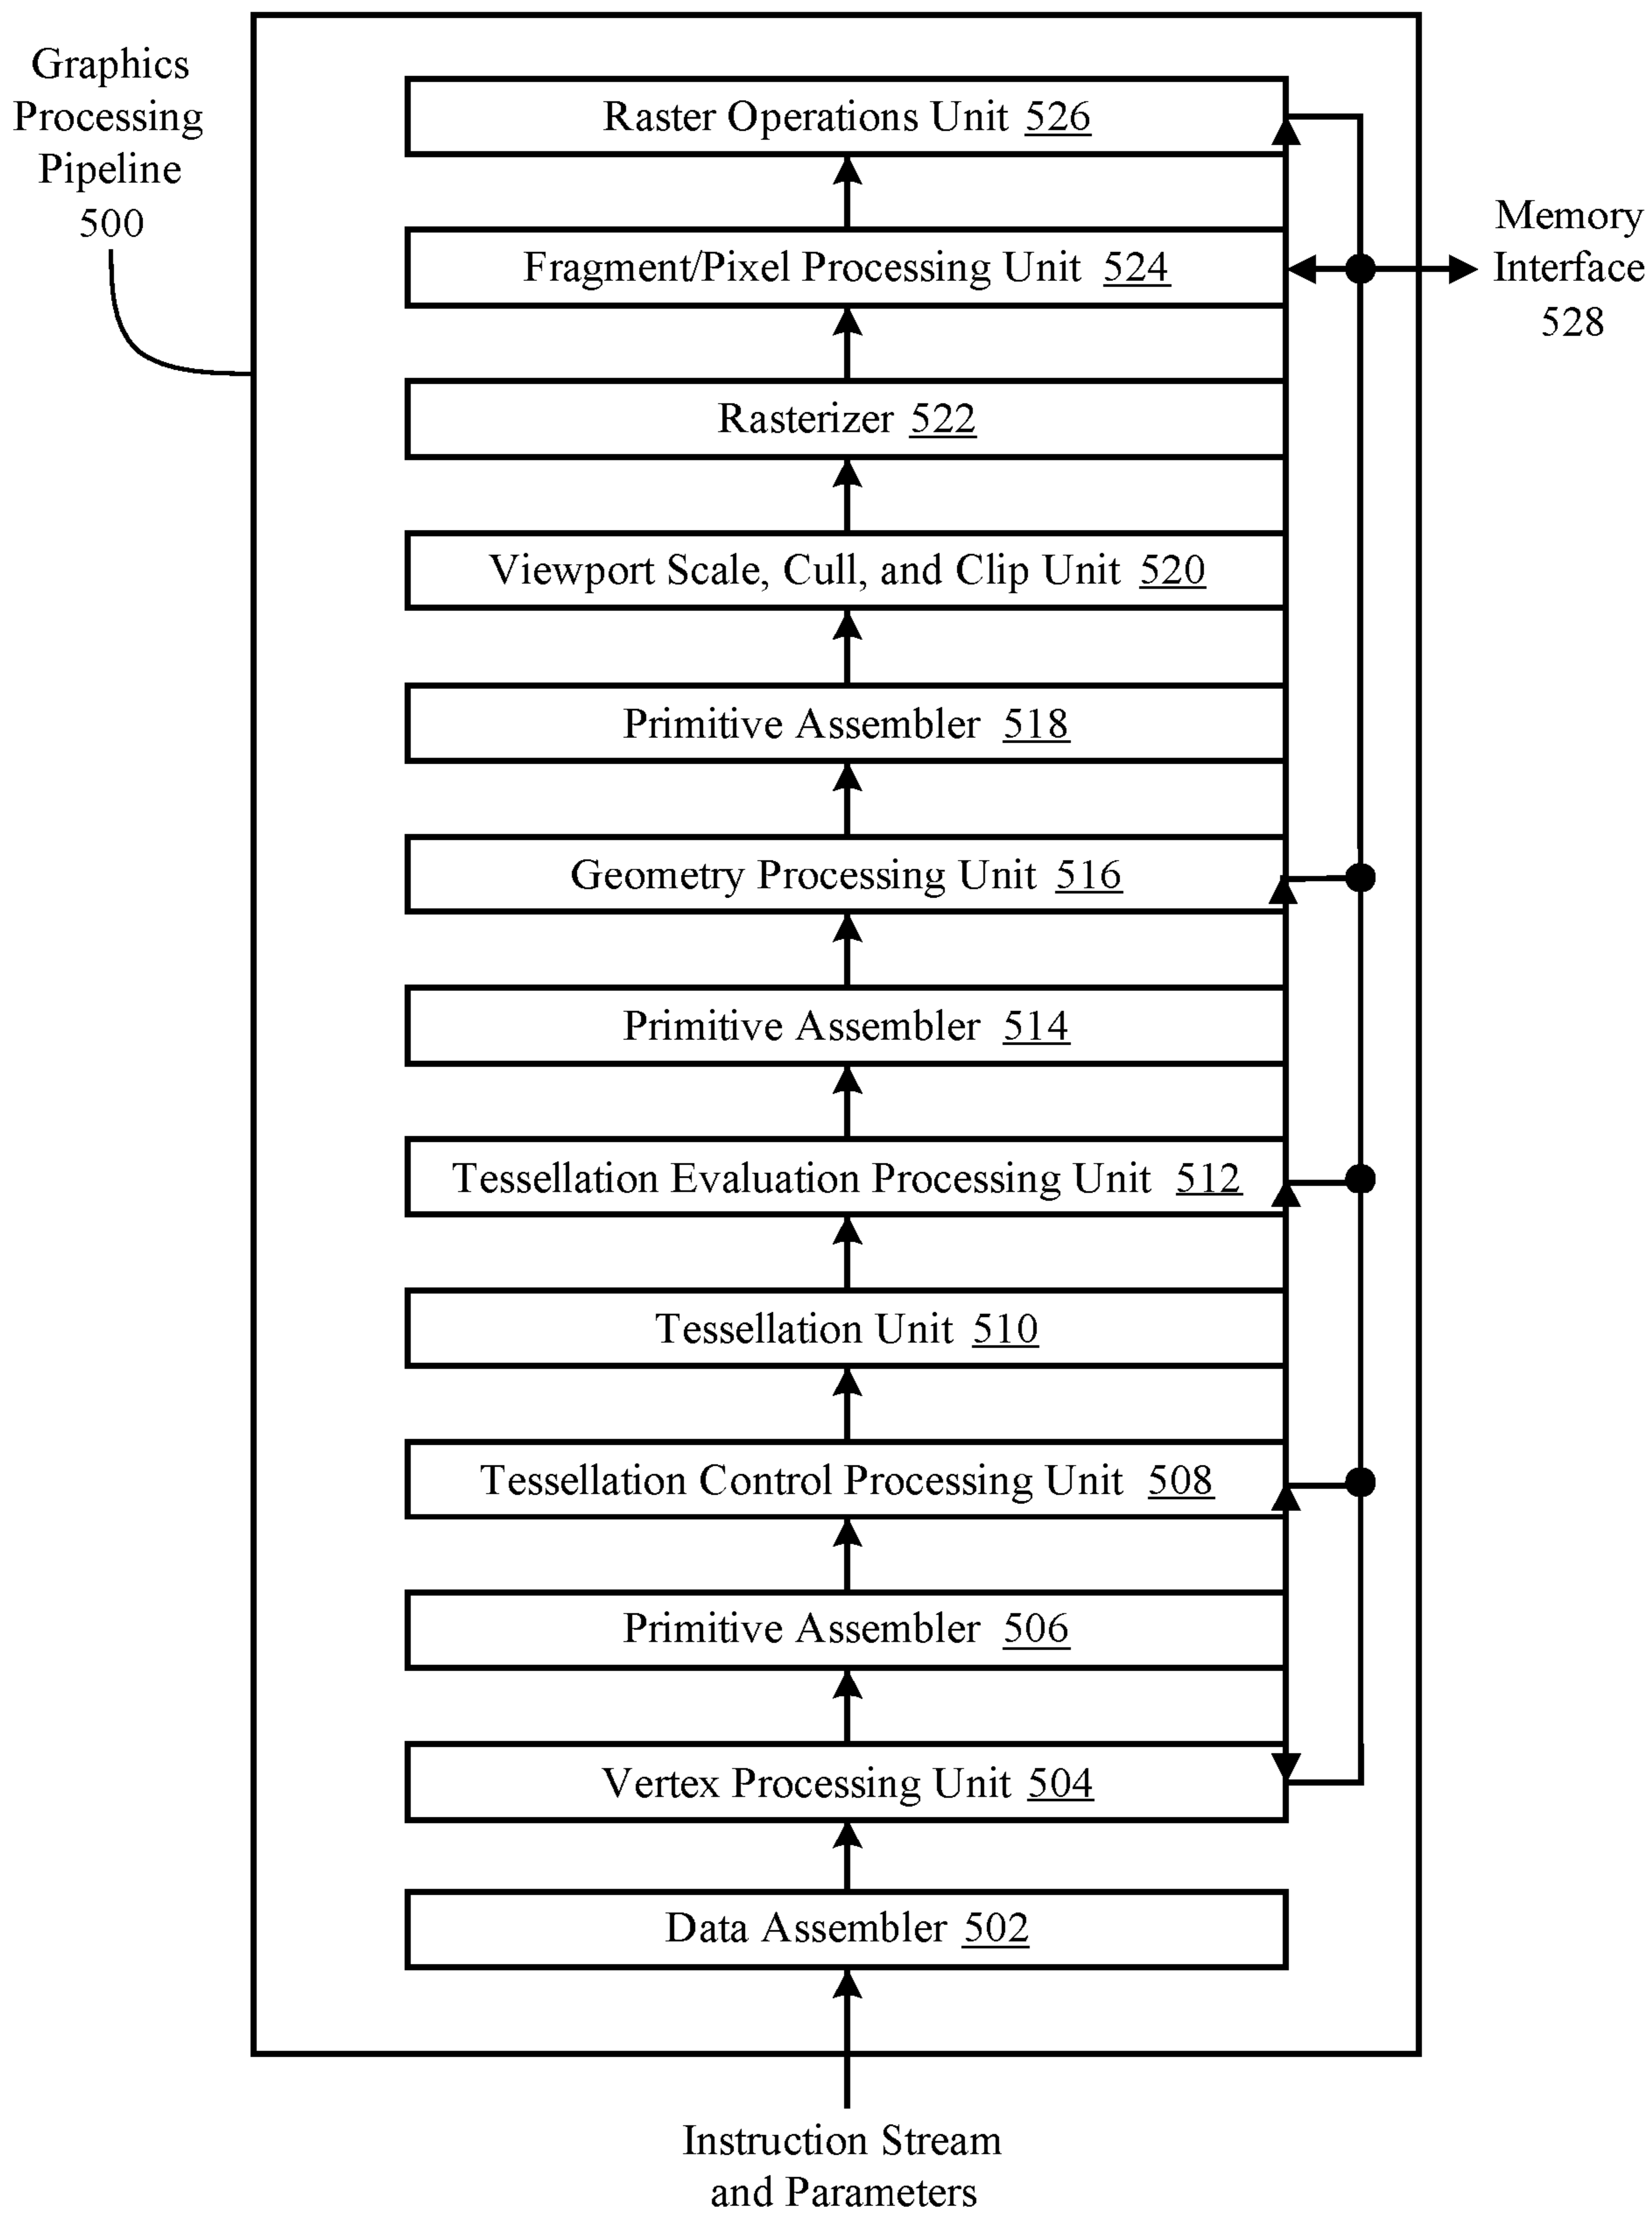 Graphics
Processing
Pipeline
500
Raster Operations Unit 526
Fragment/Pixel Processing Unit 524
Memory
Interface
528
Rasterizer 522
Viewport Scale, Cull, and Clip Unit 520
Primitive Assembler 518
Geometry Processing Unit 516
Primitive Assembler 514
Tessellation Evaluation Processing Unit 512
Tessellation Unit 510
Tessellation Control Processing Unit 508
Primitive Assembler 506
Vertex Processing Unit 504
Data Assembler 502
Instruction Stream
and Parameters